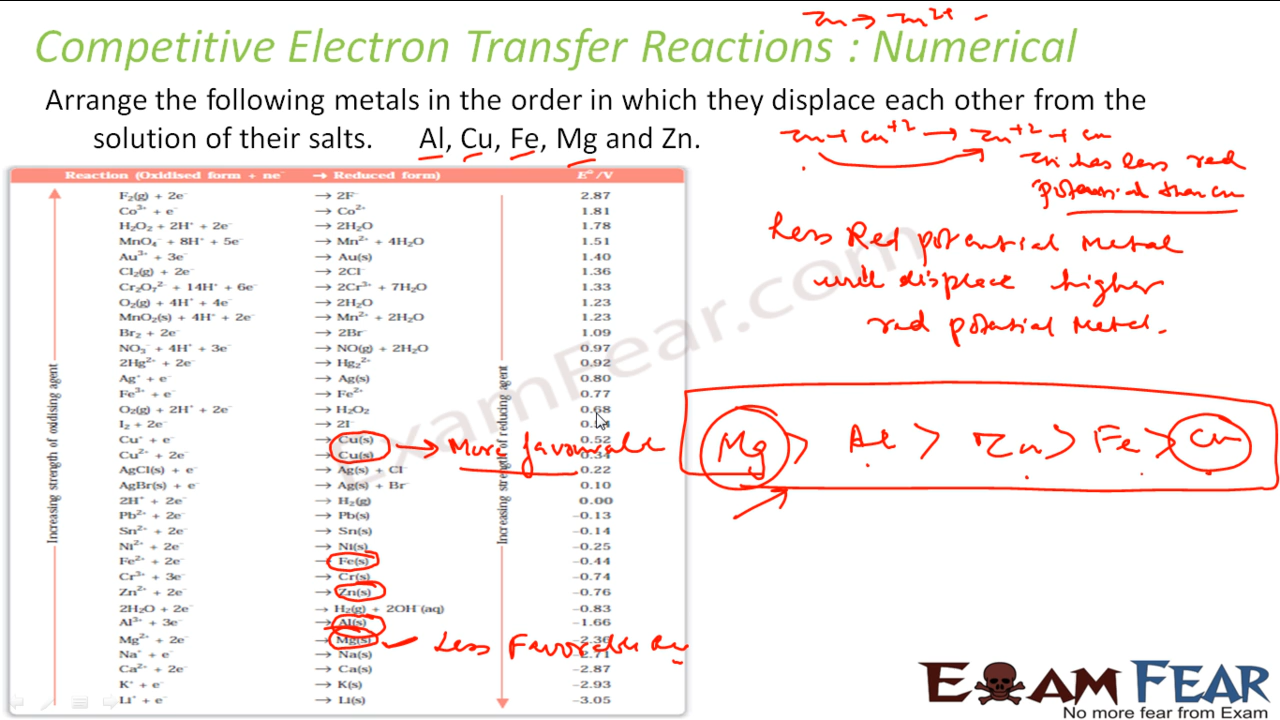 Zn → Zn²⁺
Competitive Electron Transfer Reactions : Numerical
Arrange the following metals in the order in which they displace each other from the
solution of their salts. Al, Cu, Fe, Mg and Zn.
Zn + Cu⁺² → Zn⁺² + Cu
Zn has less red
potential than Cu
Less Red potential Metal
will displace higher
red potential Metal.
Mg > Al > Zn > Fe > Cu
Reaction (Oxidised form + ne⁻ → Reduced form) E°/V
F₂(g) + 2e⁻ → 2F⁻ 2.87
Co³⁺ + e⁻ → Co²⁺ 1.81
H₂O₂ + 2H⁺ + 2e⁻ → 2H₂O 1.78
MnO₄⁻ + 8H⁺ + 5e⁻ → Mn²⁺ + 4H₂O 1.51
Au³⁺ + 3e⁻ → Au(s) 1.40
Cl₂(g) + 2e⁻ → 2Cl⁻ 1.36
Cr₂O₇²⁻ + 14H⁺ + 6e⁻ → 2Cr³⁺ + 7H₂O 1.33
O₂(g) + 4H⁺ + 4e⁻ → 2H₂O 1.23
MnO₂(s) + 4H⁺ + 2e⁻ → Mn²⁺ + 2H₂O 1.23
Br₂ + 2e⁻ → 2Br⁻ 1.09
NO₃⁻ + 4H⁺ + 3e⁻ → NO(g) + 2H₂O 0.97
2Hg²⁺ + 2e⁻ → Hg₂²⁺ 0.92
Ag⁺ + e⁻ → Ag(s) 0.80
Fe³⁺ + e⁻ → Fe²⁺ 0.77
O₂(g) + 2H⁺ + 2e⁻ → H₂O₂ 0.68
I₂ + 2e⁻ → 2I⁻
Cu⁺ + e⁻ → Cu(s) 0.52
More favourable
Cu²⁺ + 2e⁻ → Cu(s) 0.34
AgCl(s) + e⁻ → Ag(s) + Cl⁻ 0.22
AgBr(s) + e⁻ → Ag(s) + Br⁻ 0.10
2H⁺ + 2e⁻ → H₂(g) 0.00
Pb²⁺ + 2e⁻ → Pb(s) −0.13
Sn²⁺ + 2e⁻ → Sn(s) −0.14
Ni²⁺ + 2e⁻ → Ni(s) −0.25
Fe²⁺ + 2e⁻ → Fe(s) −0.44
Cr³⁺ + 3e⁻ → Cr(s) −0.74
Zn²⁺ + 2e⁻ → Zn(s) −0.76
2H₂O + 2e⁻ → H₂(g) + 2OH⁻(aq) −0.83
Al³⁺ + 3e⁻ → Al(s) −1.66
Mg²⁺ + 2e⁻ → Mg(s) −2.36
Less Favorable
Na⁺ + e⁻ → Na(s) −2.71
Ca²⁺ + 2e⁻ → Ca(s) −2.87
K⁺ + e⁻ → K(s) −2.93
Li⁺ + e⁻ → Li(s) −3.05
Increasing strength of oxidising agent
Increasing strength of reducing agent
ExamFear.com
EXAM FEAR
No more fear from Exam